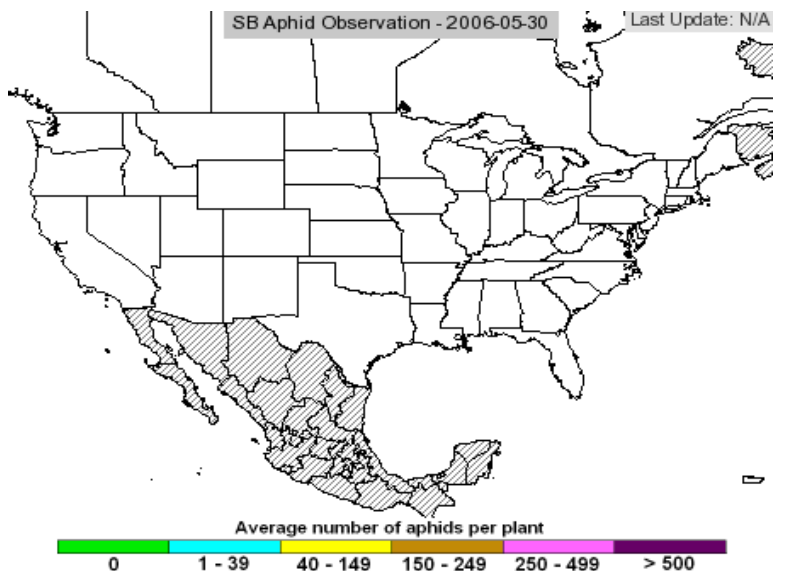 SB Aphid Observation - 2006-05-30
Last Update: N/A
Average number of aphids per plant
0 1 - 39 40 - 149 150 - 249 250 - 499 > 500